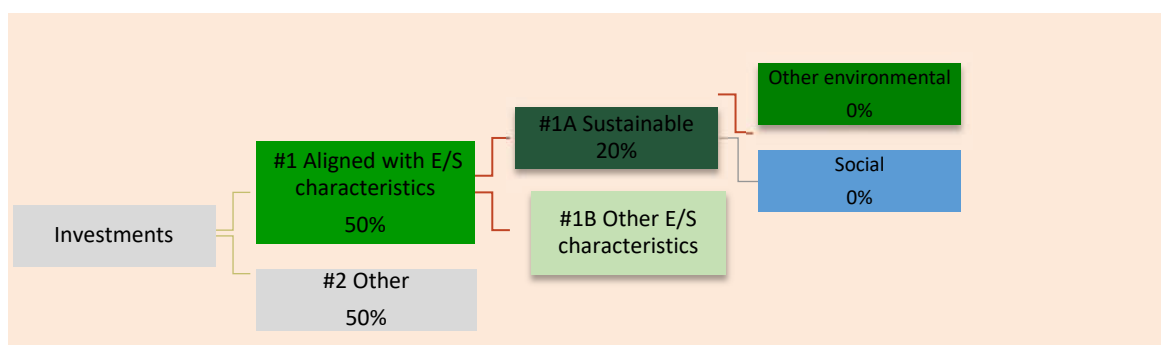 Investments
#1 Aligned with E/S
characteristics
50%
#2 Other
50%
#1A Sustainable
20%
#1B Other E/S
characteristics
Other environmental
0%
Social
0%